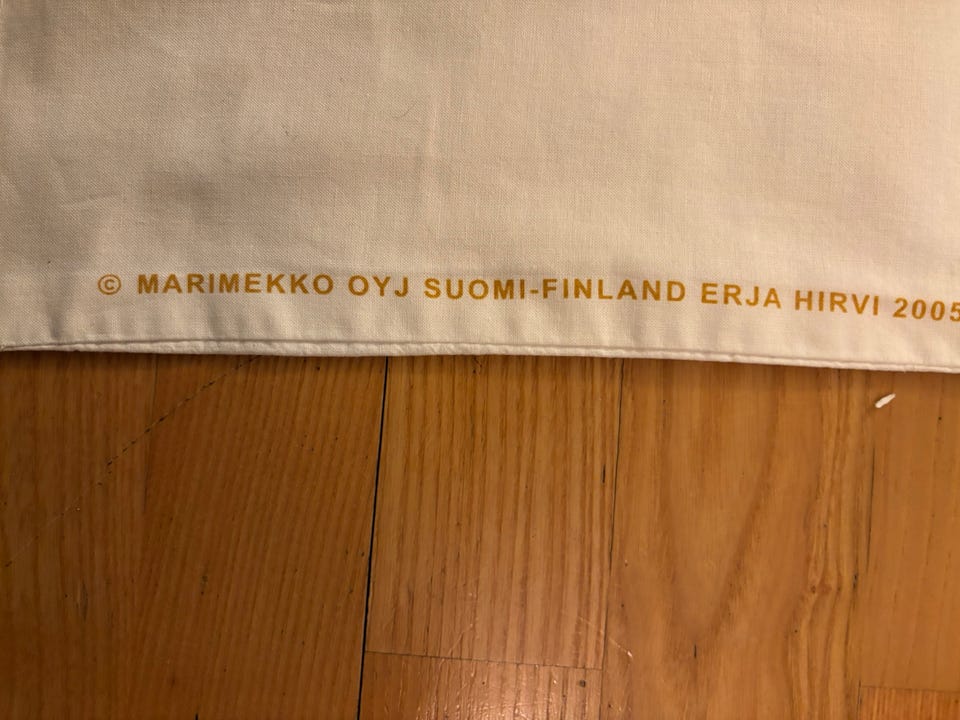 © MARIMEKKO OYJ SUOMI-FINLAND ERJA HIRVI 2005